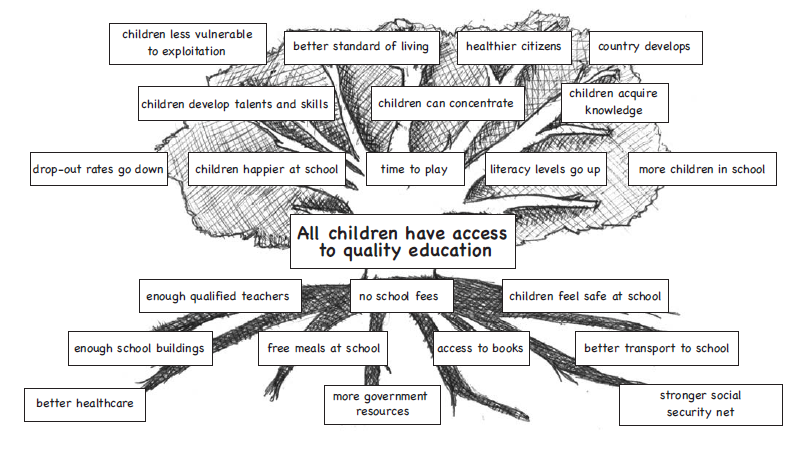 children less vulnerable
to exploitation
better standard of living
healthier citizens
country develops
children develop talents and skills
children can concentrate
children acquire
knowledge
drop-out rates go down
children happier at school
time to play
literacy levels go up
more children in school
All children have access
to quality education
enough qualified teachers
no school fees
children feel safe at school
enough school buildings
free meals at school
access to books
better transport to school
better healthcare
more government
resources
stronger social
security net